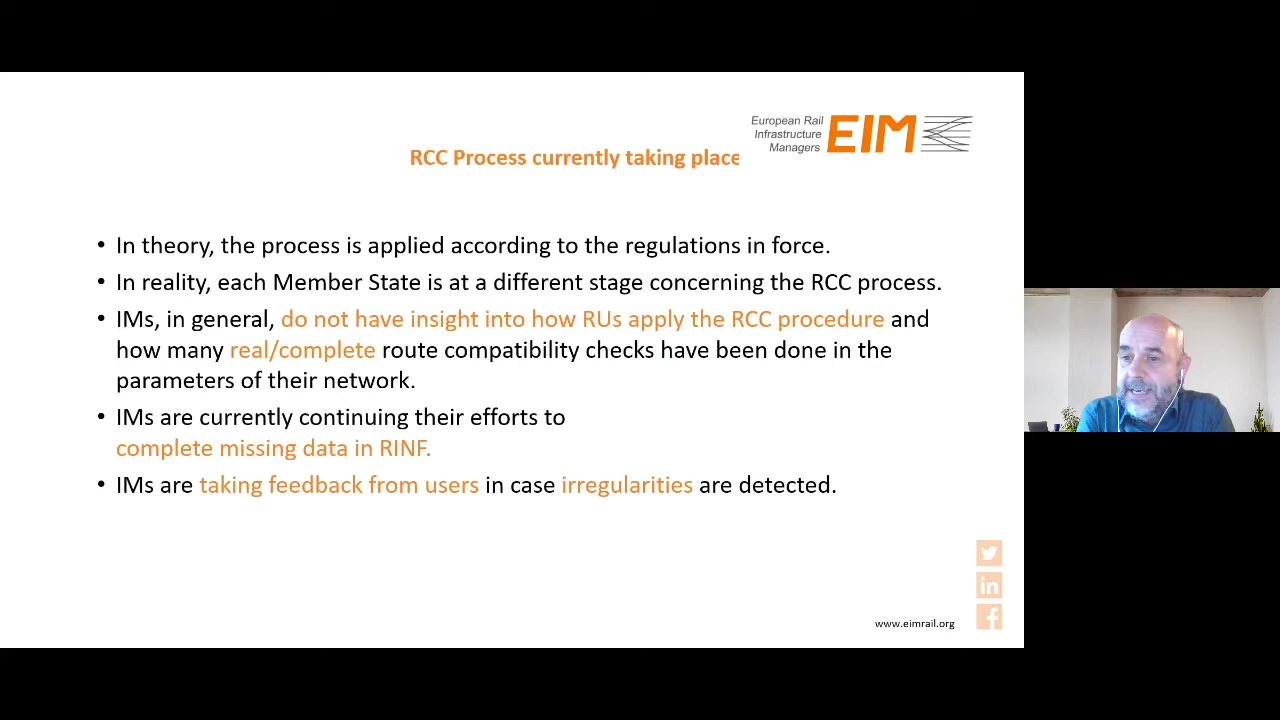 European Rail
Infrastructure
Managers
EIM
RCC Process currently taking place
• In theory, the process is applied according to the regulations in force.
• In reality, each Member State is at a different stage concerning the RCC process.
• IMs, in general, do not have insight into how RUs apply the RCC procedure and
how many real/complete route compatibility checks have been done in the
parameters of their network.
• IMs are currently continuing their efforts to
complete missing data in RINF.
• IMs are taking feedback from users in case irregularities are detected.
in
f
www.eimrail.org